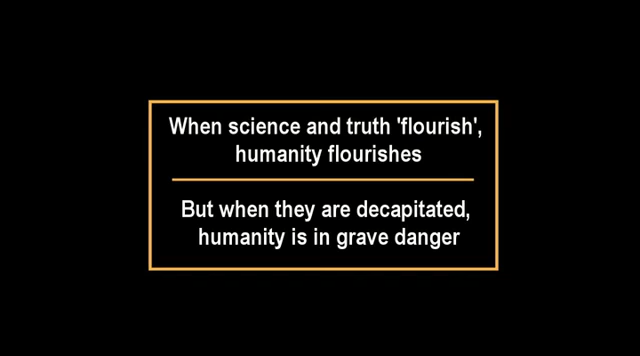 When science and truth 'flourish',
humanity flourishes
But when they are decapitated,
humanity is in grave danger